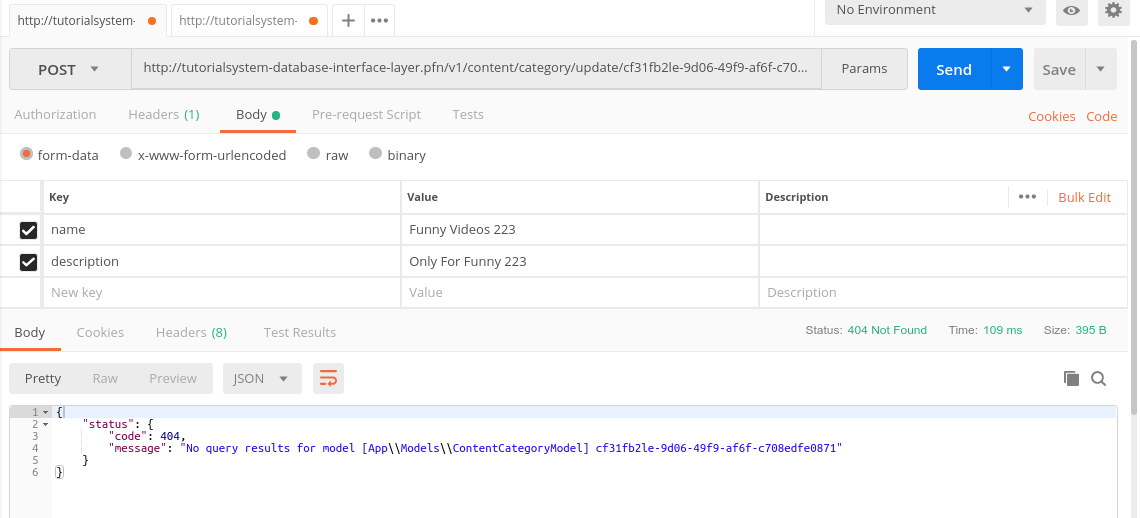 http://tutorialsystem- http://tutorialsystem- No Environment
POST http://tutorialsystem-database-interface-layer.pfn/v1/content/category/update/cf31fb2le-9d06-49f9-af6f-c70... Params Send Save
Authorization Headers (1) Body Pre-request Script Tests Cookies Code
form-data x-www-form-urlencoded raw binary
Key Value Description ••• Bulk Edit
name Funny Videos 223
description Only For Funny 223
New key Value Description
Body Cookies Headers (8) Test Results Status: 404 Not Found Time: 109 ms Size: 395 B
Pretty Raw Preview JSON
1 {
2 "status": {
3 "code": 404,
4 "message": "No query results for model [App\\Models\\ContentCategoryModel] cf31fb2le-9d06-49f9-af6f-c708edfe0871"
5 }
6 }